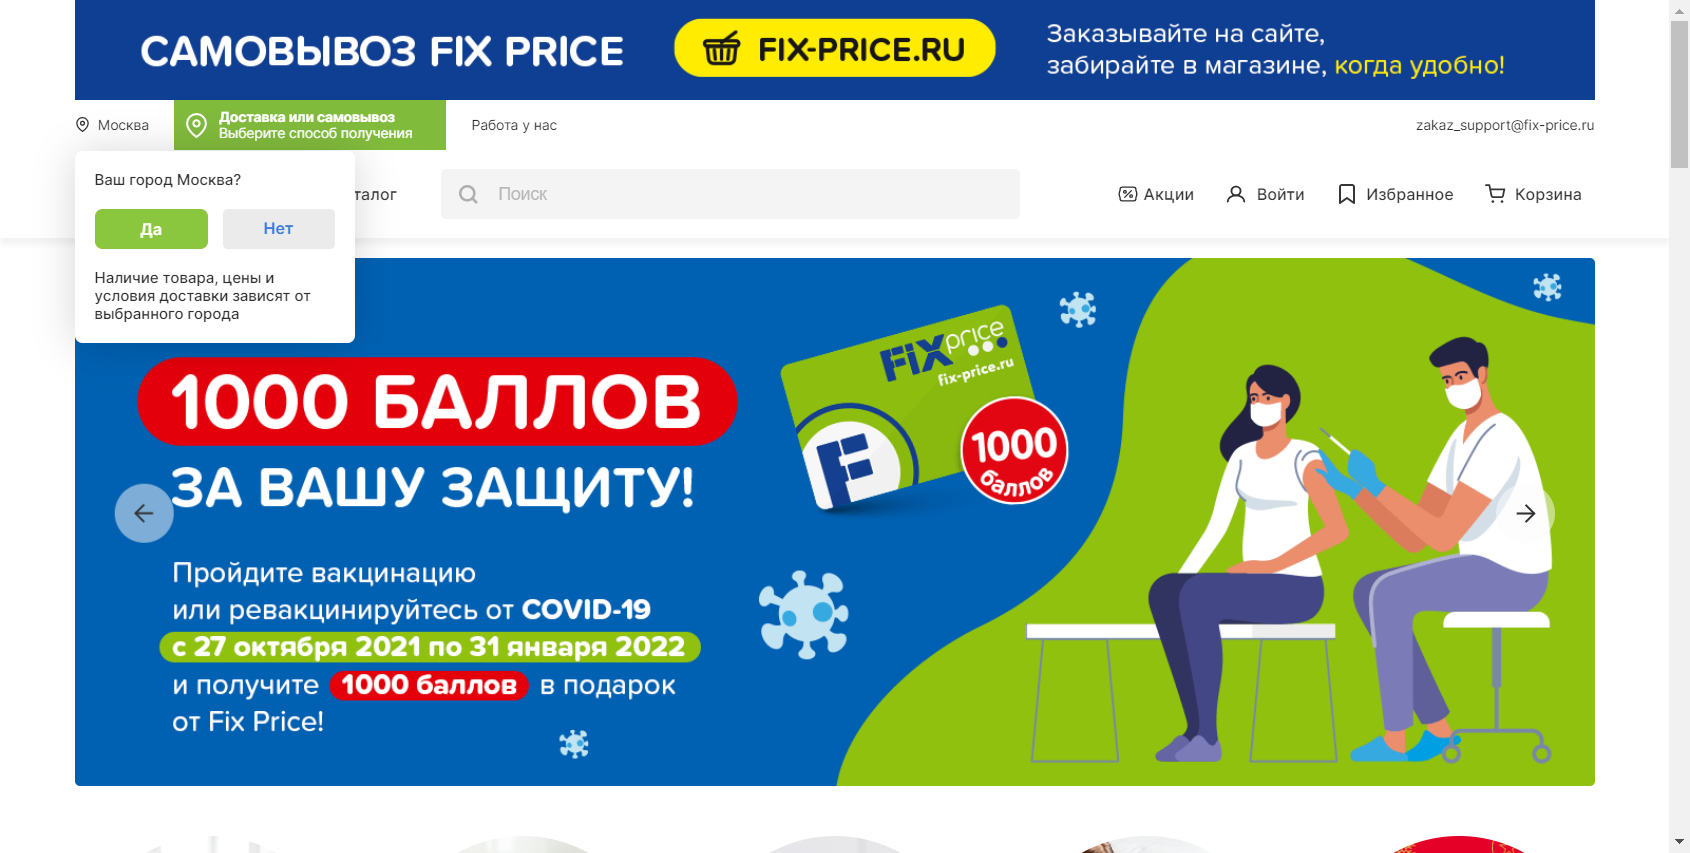 САМОВЫВОЗ FIX PRICE
FIX-PRICE.RU
Заказывайте на сайте,
забирайте в магазине, когда удобно!
Москва
Доставка или самовывоз
Выберите способ получения
Работа у нас
zakaz_support@fix-price.ru
Ваш город Москва?
Да
Нет
Наличие товара, цены и
условия доставки зависят от
выбранного города
талог
Поиск
Акции
Войти
Избранное
Корзина
1000 БАЛЛОВ
ЗА ВАШУ ЗАЩИТУ!
Пройдите вакцинацию
или ревакцинируйтесь от COVID-19
с 27 октября 2021 по 31 января 2022
и получите 1000 баллов в подарок
от Fix Price!
FIX price
fix-price.ru
F
1000
баллов